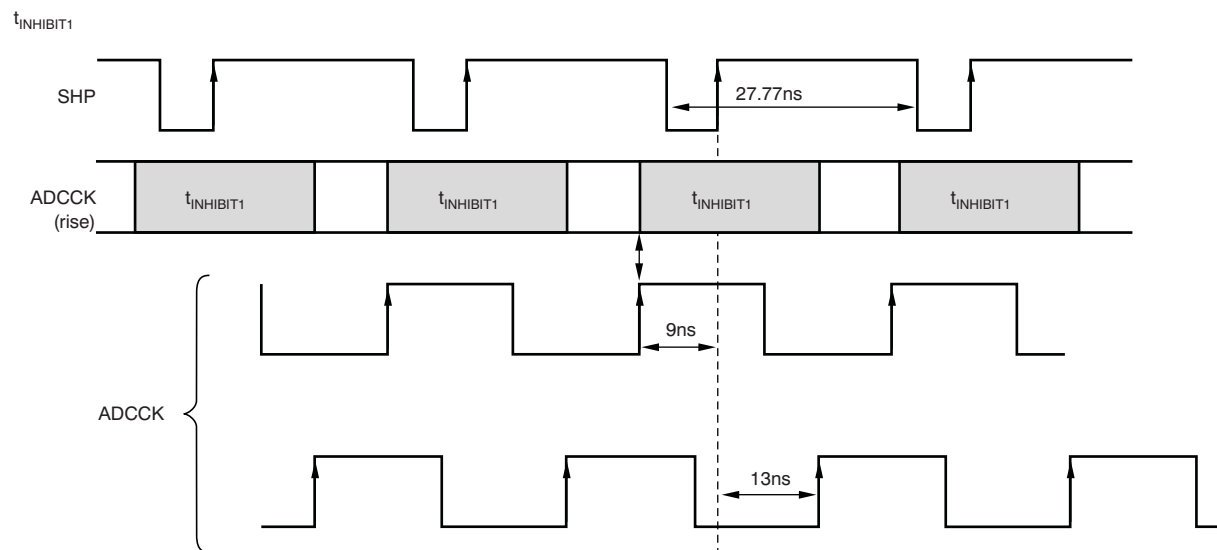 tINHIBIT1
SHP
27.77ns
ADCCK
(rise)
tINHIBIT1
tINHIBIT1
tINHIBIT1
tINHIBIT1
9ns
ADCCK
13ns